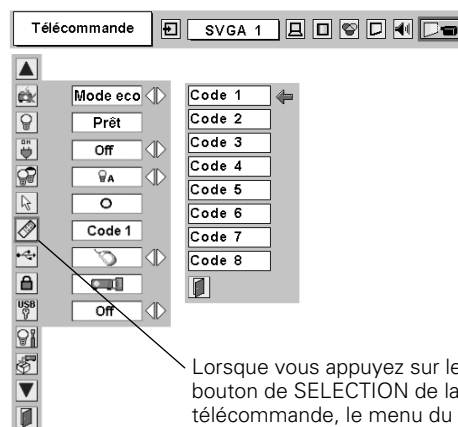 Télécommande
SVGA 1
Mode eco
Prêt
ON
Off
A
Code 1
USB
Off
Code 1
Code 2
Code 3
Code 4
Code 5
Code 6
Code 7
Code 8
Lorsque vous appuyez sur le
bouton de SELECTION de la
télécommande, le menu du